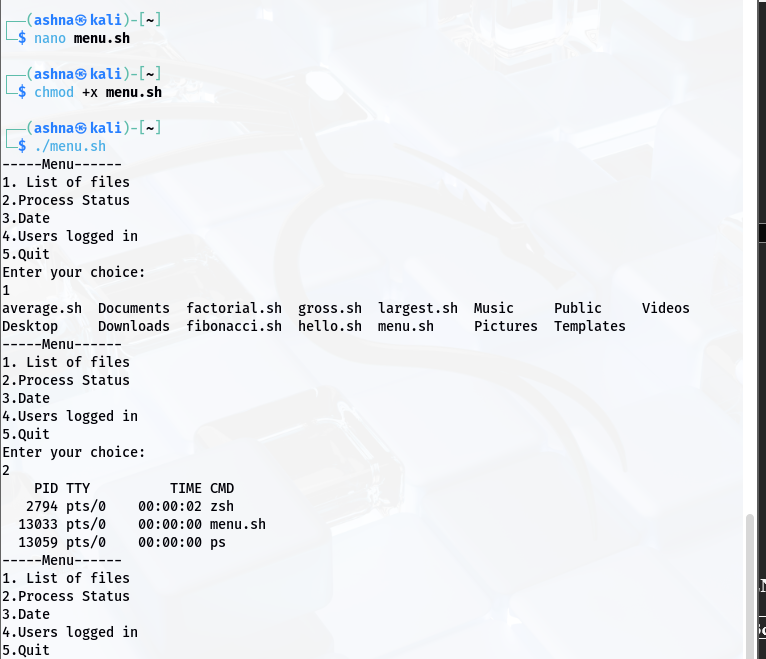 ┌──(ashna㉿kali)-[~]
└─$ nano menu.sh
┌──(ashna㉿kali)-[~]
└─$ chmod +x menu.sh
┌──(ashna㉿kali)-[~]
└─$ ./menu.sh
-----Menu------
1. List of files
2.Process Status
3.Date
4.Users logged in
5.Quit
Enter your choice:
1
average.sh  Documents  factorial.sh  gross.sh  largest.sh  Music     Public     Videos
Desktop     Downloads  fibonacci.sh  hello.sh  menu.sh     Pictures  Templates
-----Menu------
1. List of files
2.Process Status
3.Date
4.Users logged in
5.Quit
Enter your choice:
2
    PID TTY          TIME CMD
   2794 pts/0    00:00:02 zsh
  13033 pts/0    00:00:00 menu.sh
  13059 pts/0    00:00:00 ps
-----Menu------
1. List of files
2.Process Status
3.Date
4.Users logged in
5.Quit